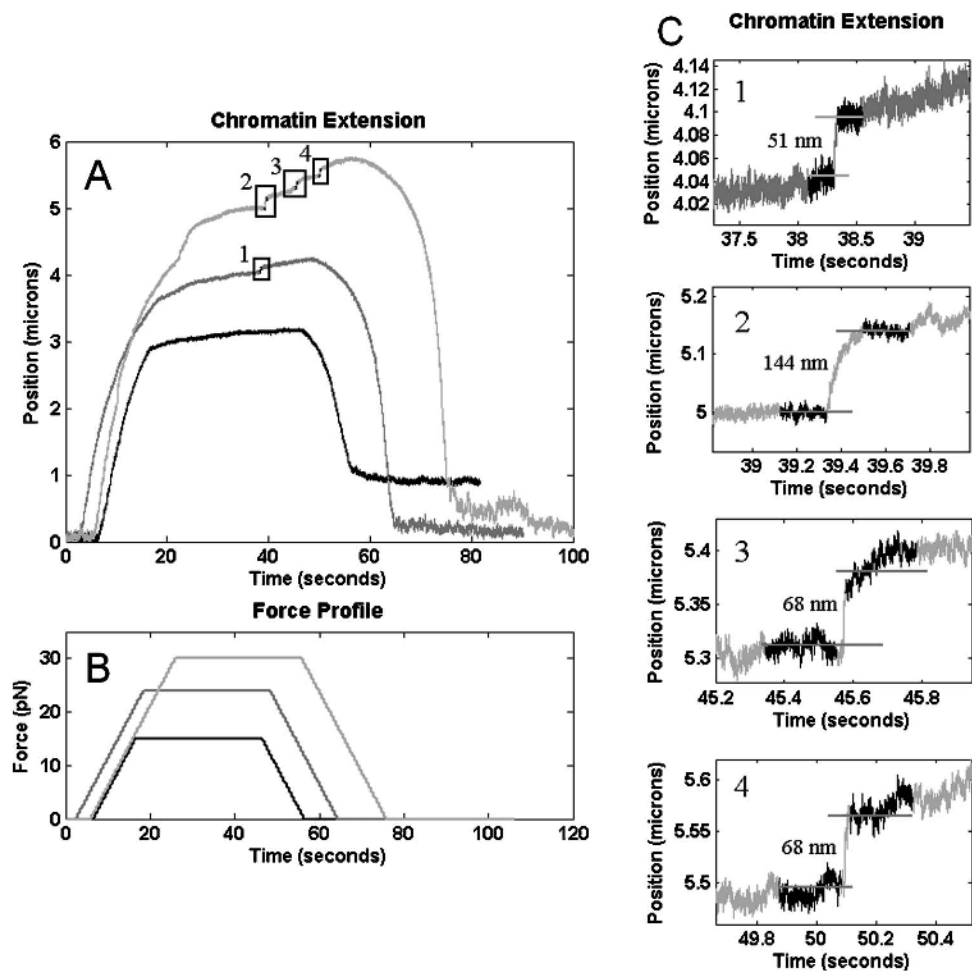 A
Chromatin Extension
Position (microns)
6
5
4
3
2
1
0
1
2
3
4
0 20 40 60 80 100
Time (seconds)
B
Force Profile
Force (pN)
30
20
10
0
0 20 40 60 80 100 120
Time (seconds)
C
Chromatin Extension
1
Position (microns)
4.14
4.12
4.1
4.08
4.06
4.04
4.02
51 nm
37.5 38 38.5 39
Time (seconds)
2
Position (microns)
5.2
5.1
5
144 nm
39 39.2 39.4 39.6 39.8
Time (seconds)
3
Position (microns)
5.4
5.35
5.3
68 nm
45.2 45.4 45.6 45.8
Time (seconds)
4
Position (microns)
5.6
5.55
5.5
68 nm
49.8 50 50.2 50.4
Time (seconds)